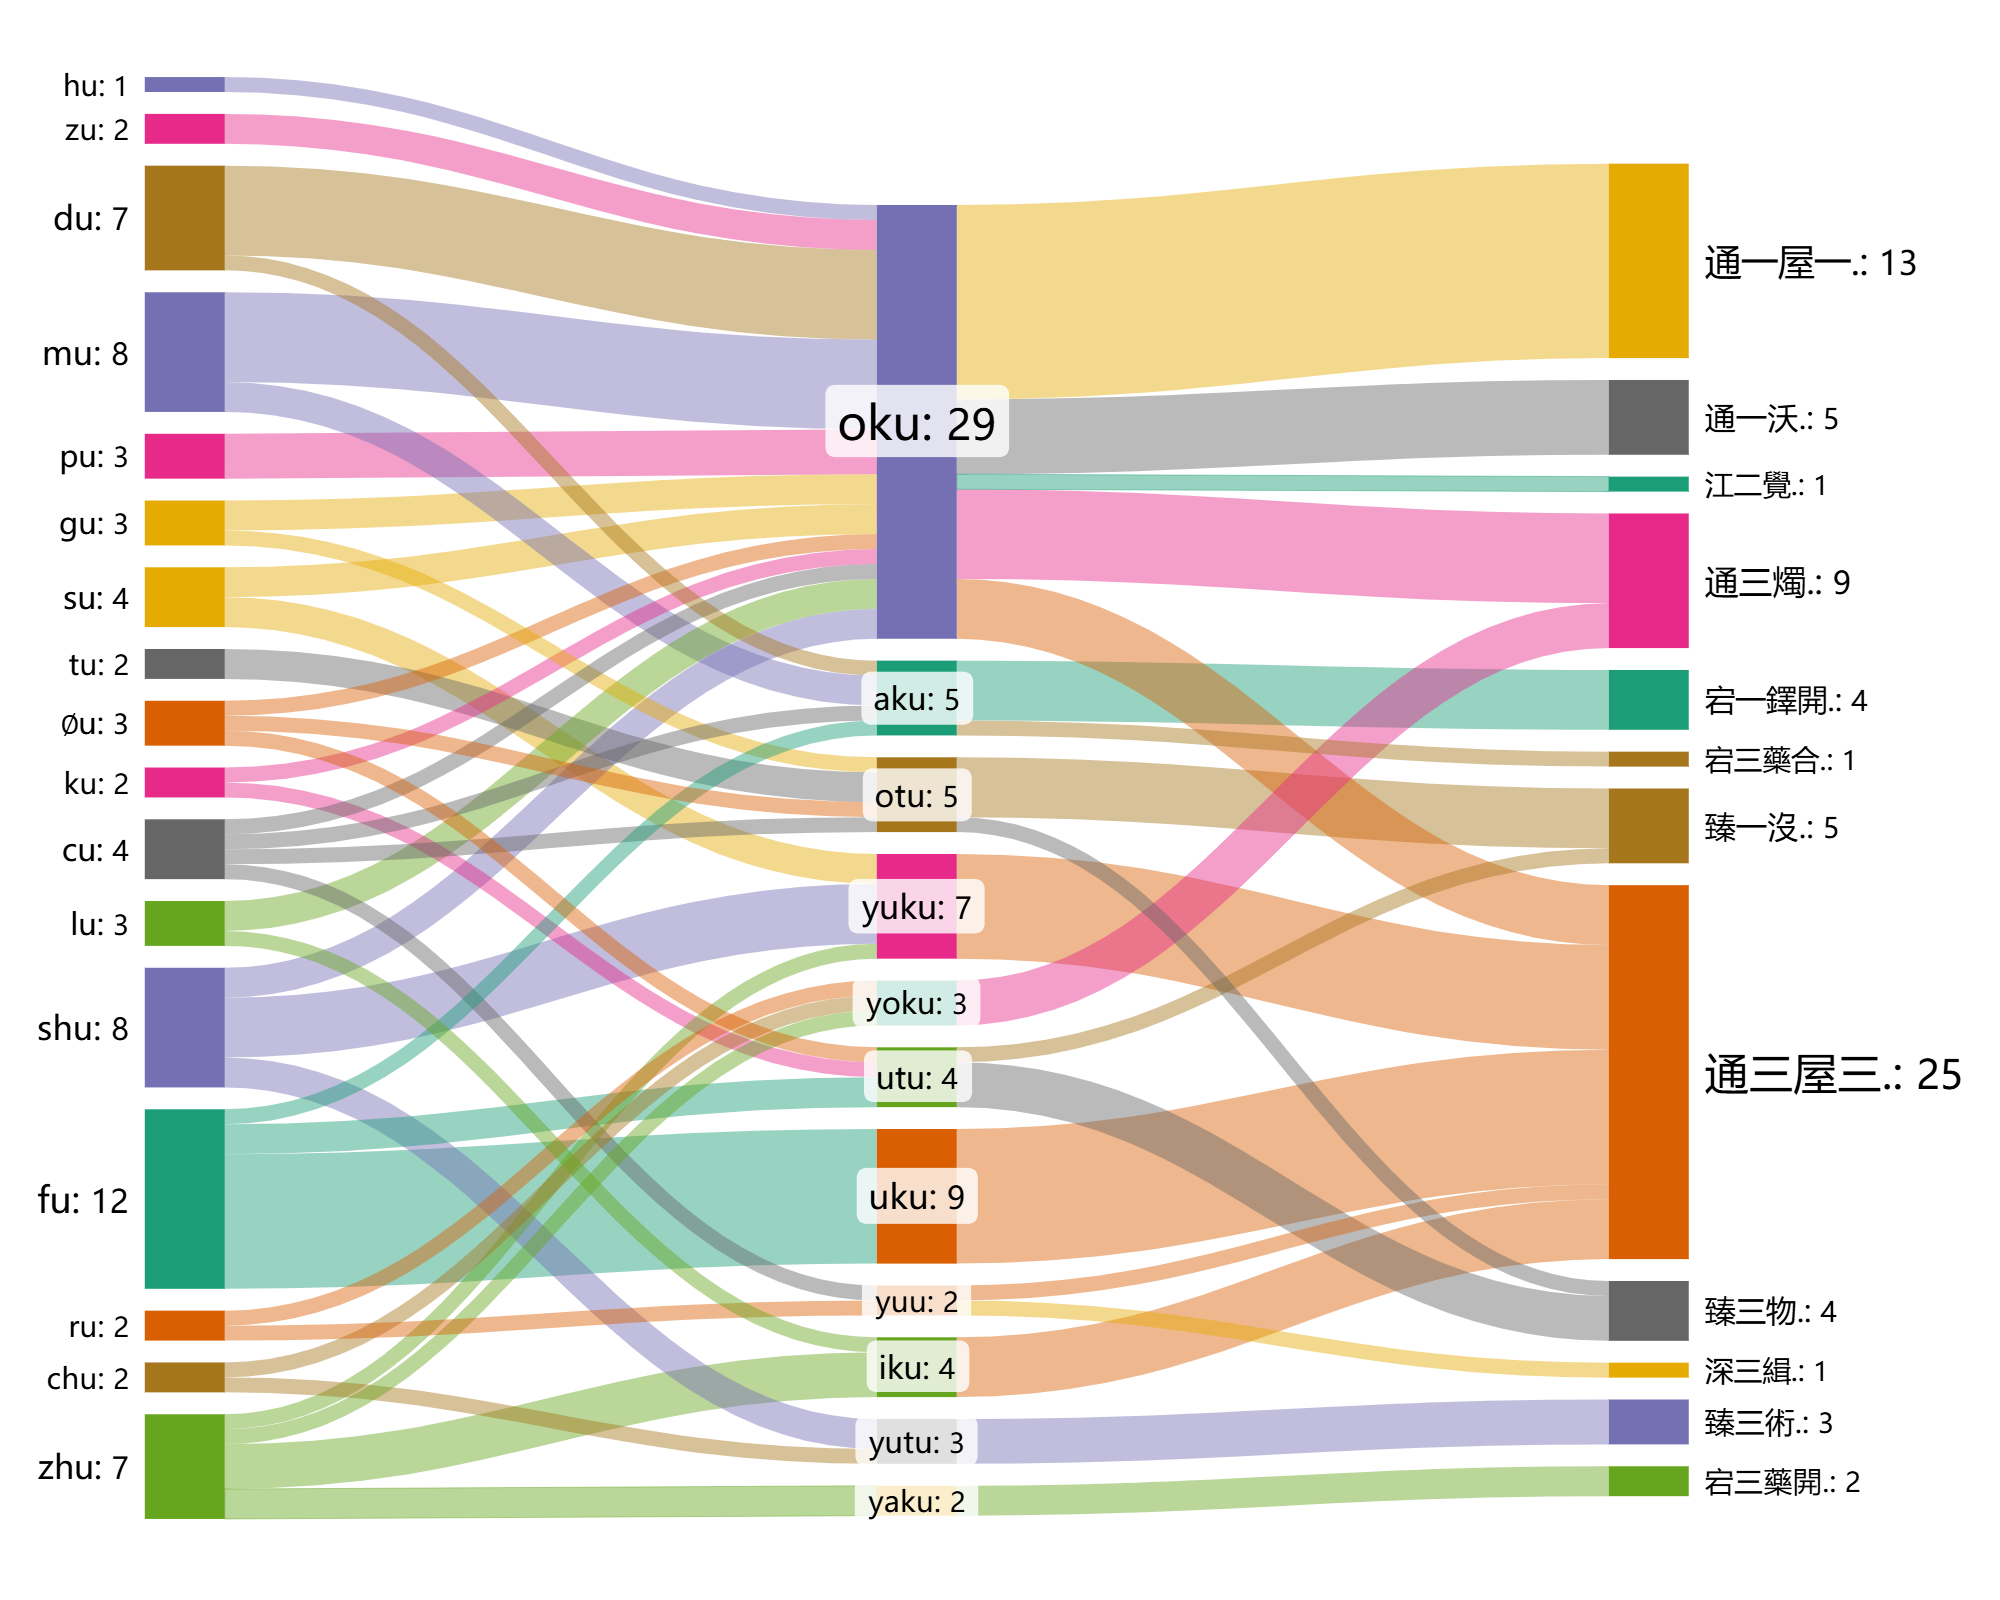 hu: 1
zu: 2
du: 7
mu: 8
pu: 3
gu: 3
su: 4
tu: 2
∅u: 3
ku: 2
cu: 4
lu: 3
shu: 8
fu: 12
ru: 2
chu: 2
zhu: 7
oku: 29
aku: 5
otu: 5
yuku: 7
yoku: 3
utu: 4
uku: 9
yuu: 2
iku: 4
yutu: 3
yaku: 2
通一屋一.: 13
通一沃.: 5
江二覺.: 1
通三燭.: 9
宕一鐸開.: 4
宕三藥合.: 1
臻一沒.: 5
通三屋三.: 25
臻三物.: 4
深三緝.: 1
臻三術.: 3
宕三藥開.: 2